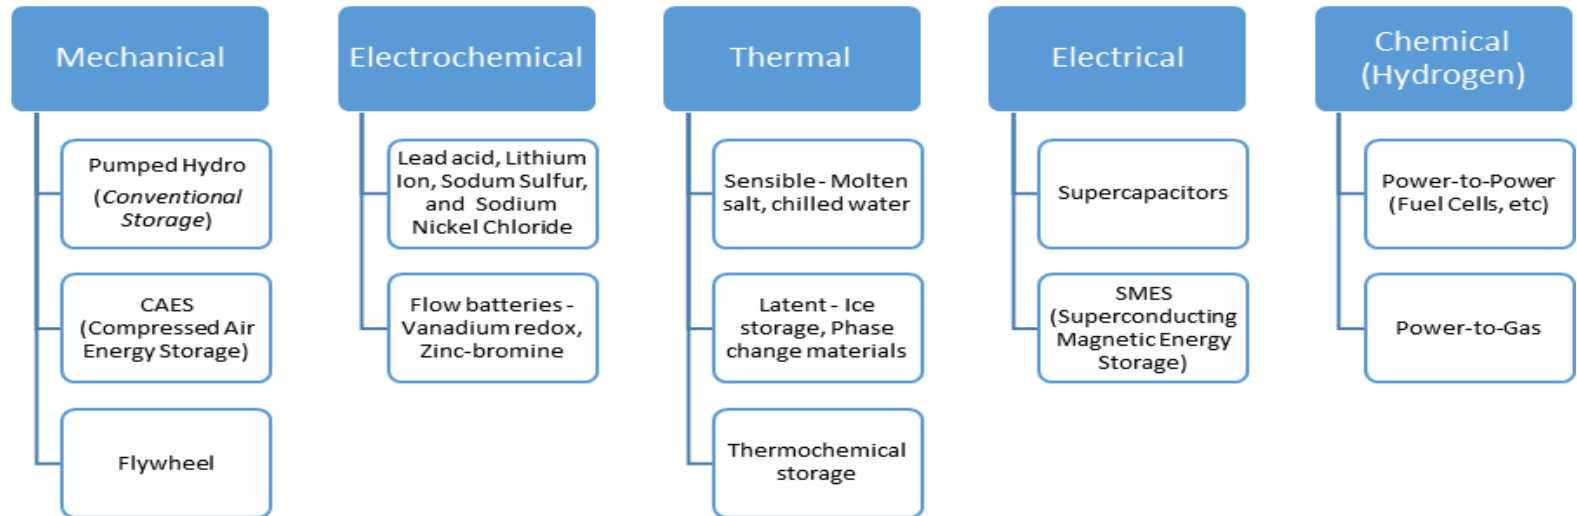 Mechanical
Pumped Hydro
(Conventional
Storage)
CAES
(Compressed Air
Energy Storage)
Flywheel
Electrochemical
Lead acid, Lithium
Ion, Sodum Sulfur,
and Sodium
Nickel Chloride
Flow batteries -
Vanadium redox,
Zinc-bromine
Thermal
Sensible - Molten
salt, chilled water
Latent - Ice
storage, Phase
change materials
Thermochemical
storage
Electrical
Supercapacitors
SMES
(Superconducting
Magnetic Energy
Storage)
Chemical
(Hydrogen)
Power-to-Power
(Fuel Cells, etc)
Power-to-Gas